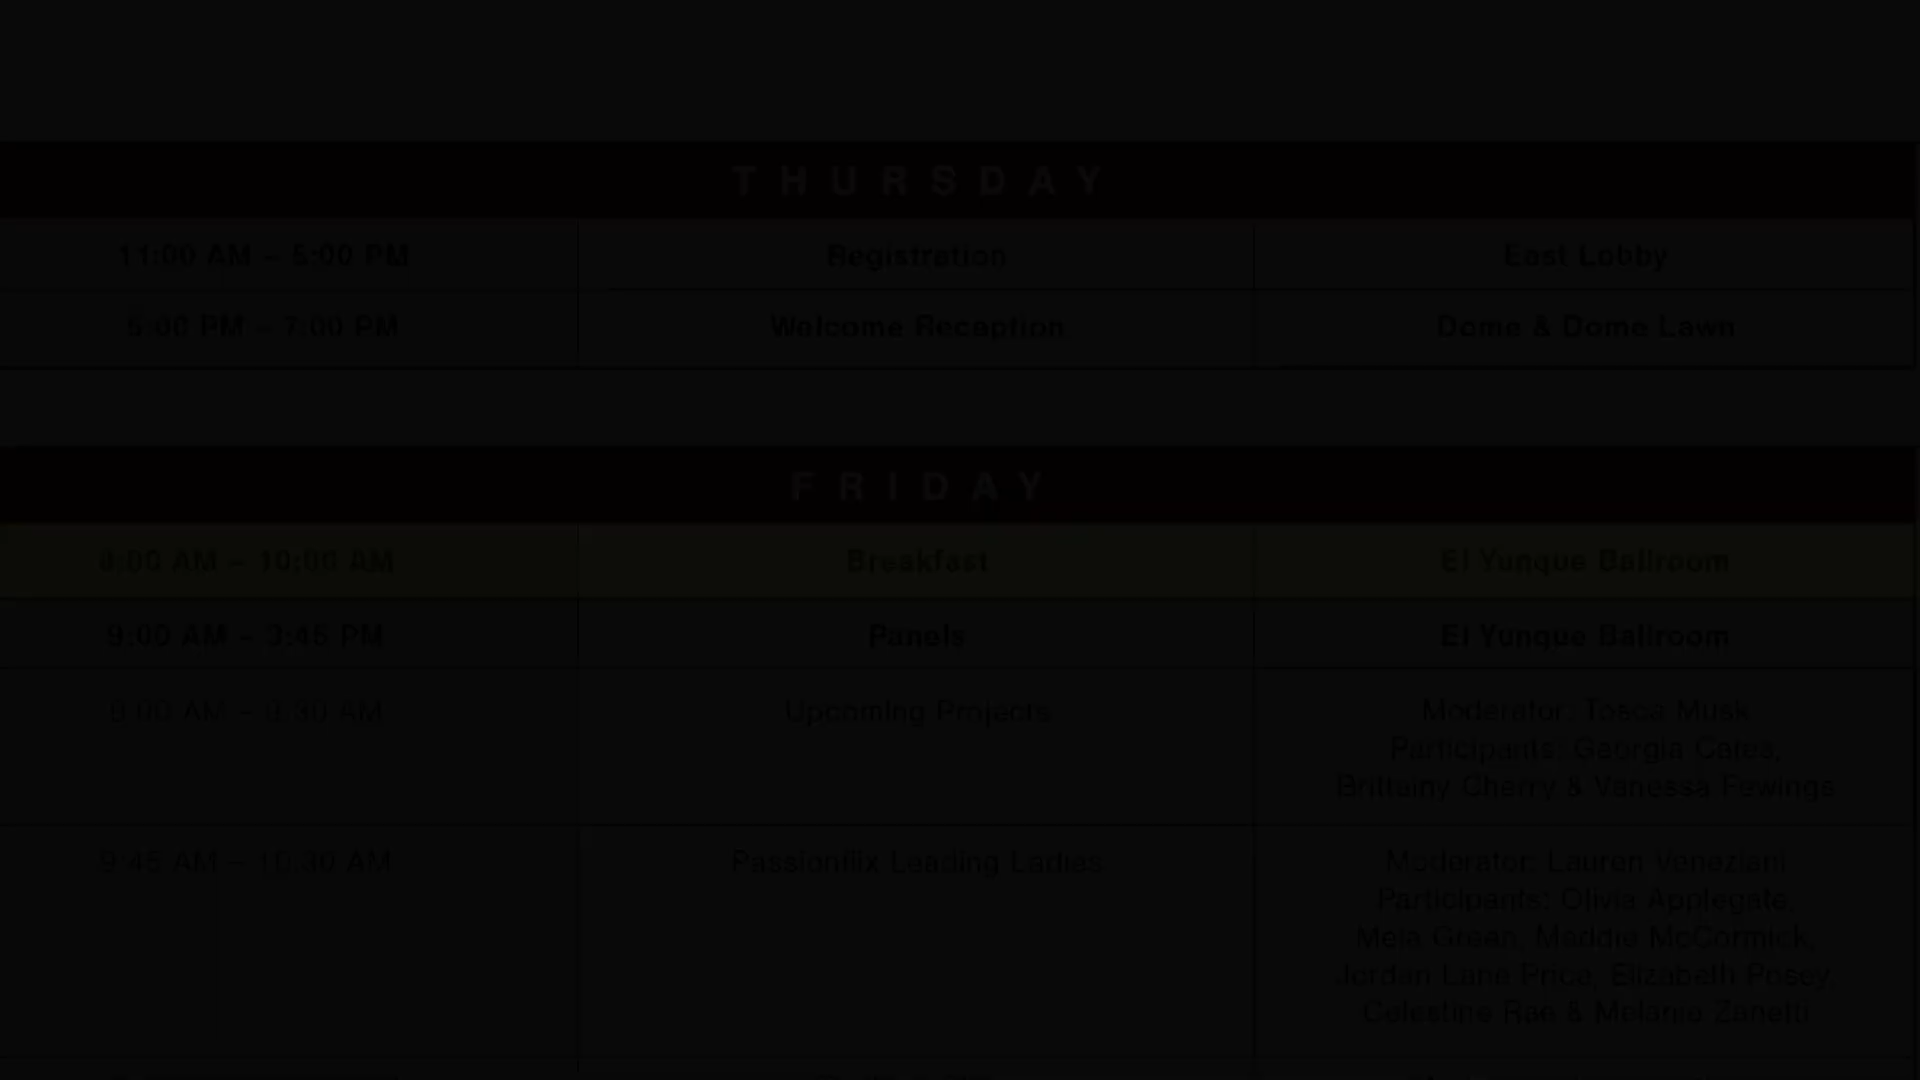 THURSDAY
11:00 AM – 5:00 PM
Registration
East Lobby
5:00 PM – 7:00 PM
Welcome Reception
Dome & Dome Lawn
FRIDAY
8:00 AM – 10:00 AM
Breakfast
El Yunque Ballroom
9:00 AM – 3:45 PM
Panels
El Yunque Ballroom
9:00 AM – 9:30 AM
Upcoming Projects
Moderator: Tosca Musk
Participants: Georgia Cates,
Brittainy Cherry & Vanessa Fewings
9:45 AM – 10:30 AM
Passionflix Leading Ladies
Moderator: Lauren Veneziani
Participants: Olivia Applegate,
Meia Green, Maddie McCormick,
Jordan Lane Price, Elizabeth Posey,
Celestine Rae & Melanie Zanetti